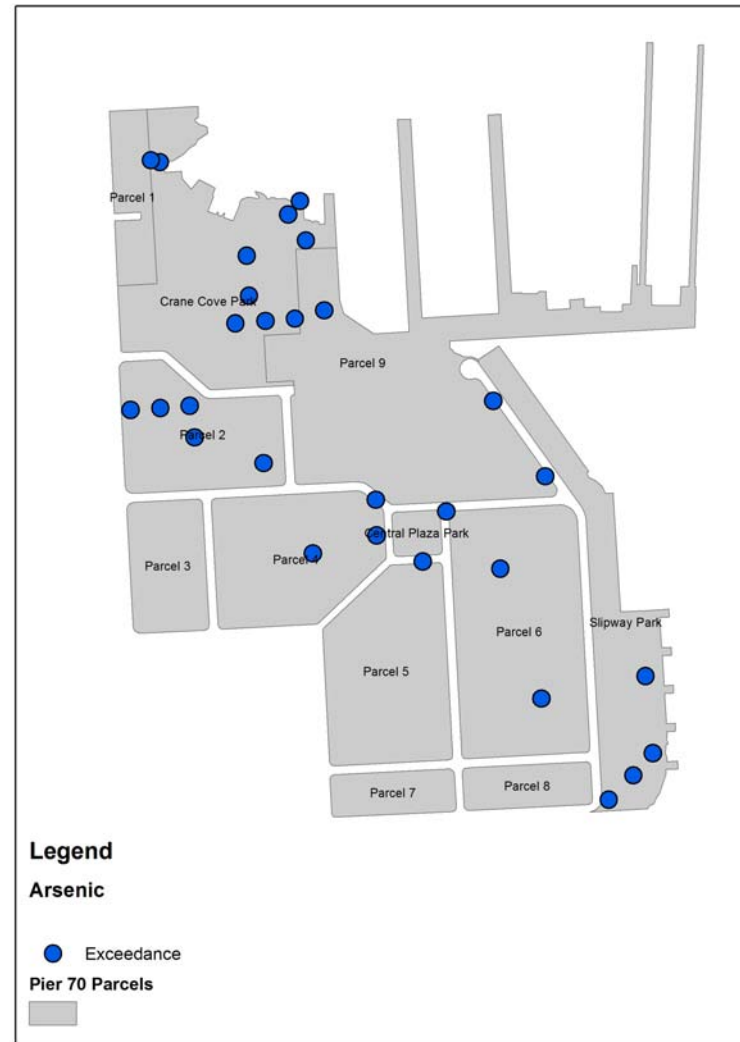 Parcel 1
Crane Cove Park
Parcel 9
Parcel 2
Central Plaza Park
Parcel 3
Parcel 4
Slipway Park
Parcel 6
Parcel 5
Parcel 7
Parcel 8
Legend
Arsenic
Exceedance
Pier 70 Parcels